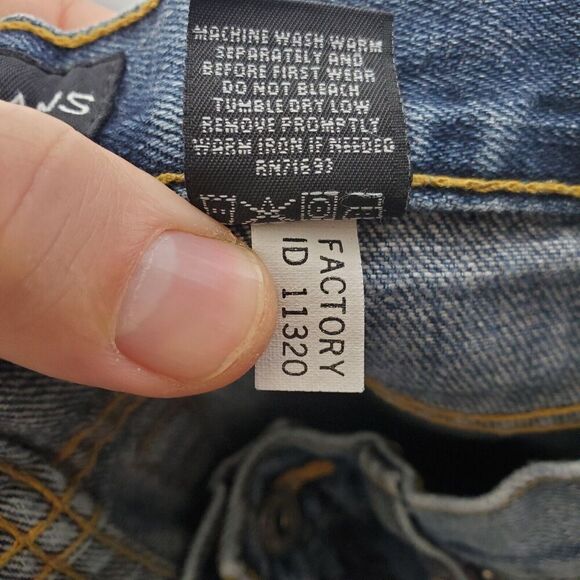 MACHINE WASH WARM
SEPARATELY AND
BEFORE FIRST WEAR
DO NOT BLEACH
TUMBLE DRY LOW
REMOVE PROMPTLY
WARM IRON IF NEEDED
RN71693
FACTORY
ID 11320